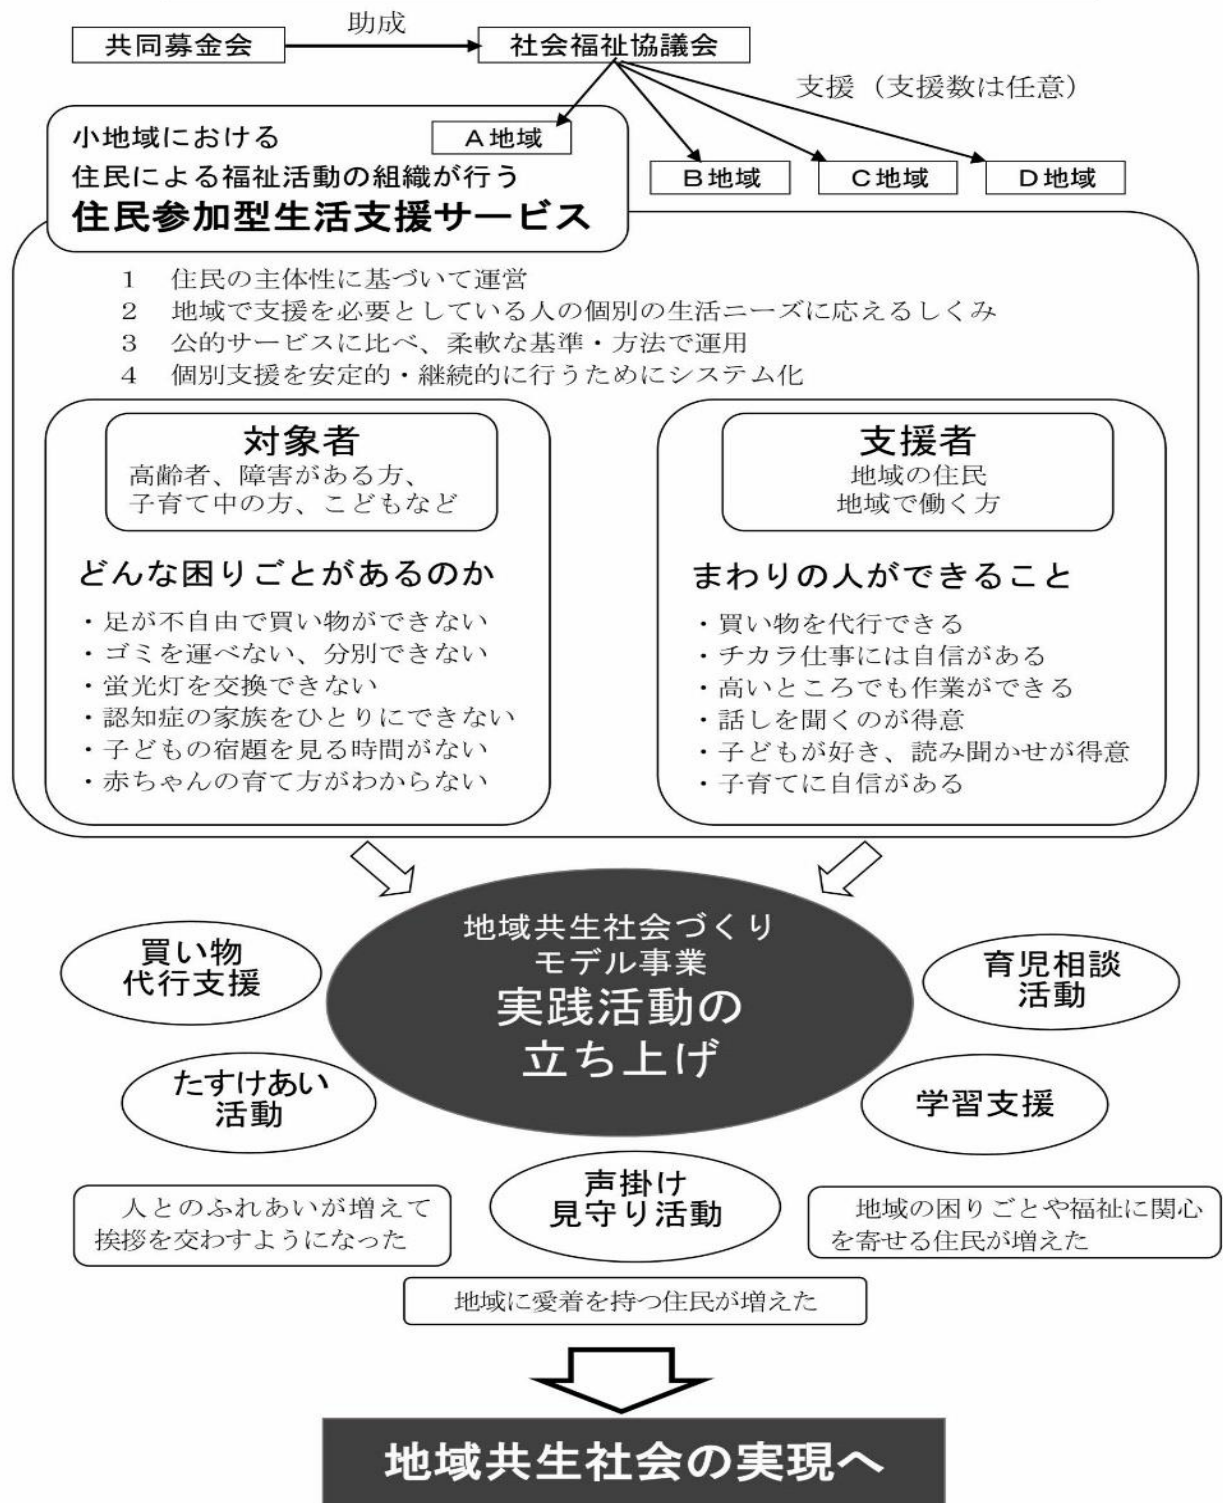 助成
共同募金会
社会福祉協議会
支援（支援数は任意）
小地域における
A地域
住民による福祉活動の組織が行う
B地域
C地域
D地域
住民参加型生活支援サービス
1　住民の主体性に基づいて運営
2　地域で支援を必要としている人の個別の生活ニーズに応えるしくみ
3　公的サービスに比べ、柔軟な基準・方法で運用
4　個別支援を安定的・継続的に行うためにシステム化
対象者
高齢者、障害がある方、
子育て中の方、こどもなど
どんな困りごとがあるのか
・足が不自由で買い物ができない
・ゴミを運べない、分別できない
・蛍光灯を交換できない
・認知症の家族をひとりにできない
・子どもの宿題を見る時間がない
・赤ちゃんの育て方がわからない
支援者
地域の住民
地域で働く方
まわりの人ができること
・買い物を代行できる
・チカラ仕事には自信がある
・高いところでも作業ができる
・話しを聞くのが得意
・子どもが好き、読み聞かせが得意
・子育てに自信がある
地域共生社会づくり
モデル事業
実践活動の
立ち上げ
買い物
代行支援
育児相談
活動
たすけあい
活動
学習支援
声掛け
見守り活動
人とのふれあいが増えて
挨拶を交わすようになった
地域の困りごとや福祉に関心
を寄せる住民が増えた
地域に愛着を持つ住民が増えた
地域共生社会の実現へ